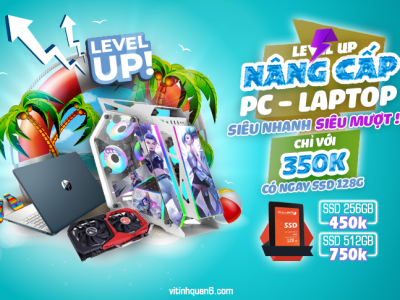 LEVEL
UP!
LEVEL UP
NÂNG CẤP
PC - LAPTOP
SIÊU NHANH SIÊU MƯỢT !
CHỈ VỚI
350K
CÓ NGAY SSD 128G
SSD
SSD 256GB
450k
SSD 512GB
750k
vitinhquan6.com